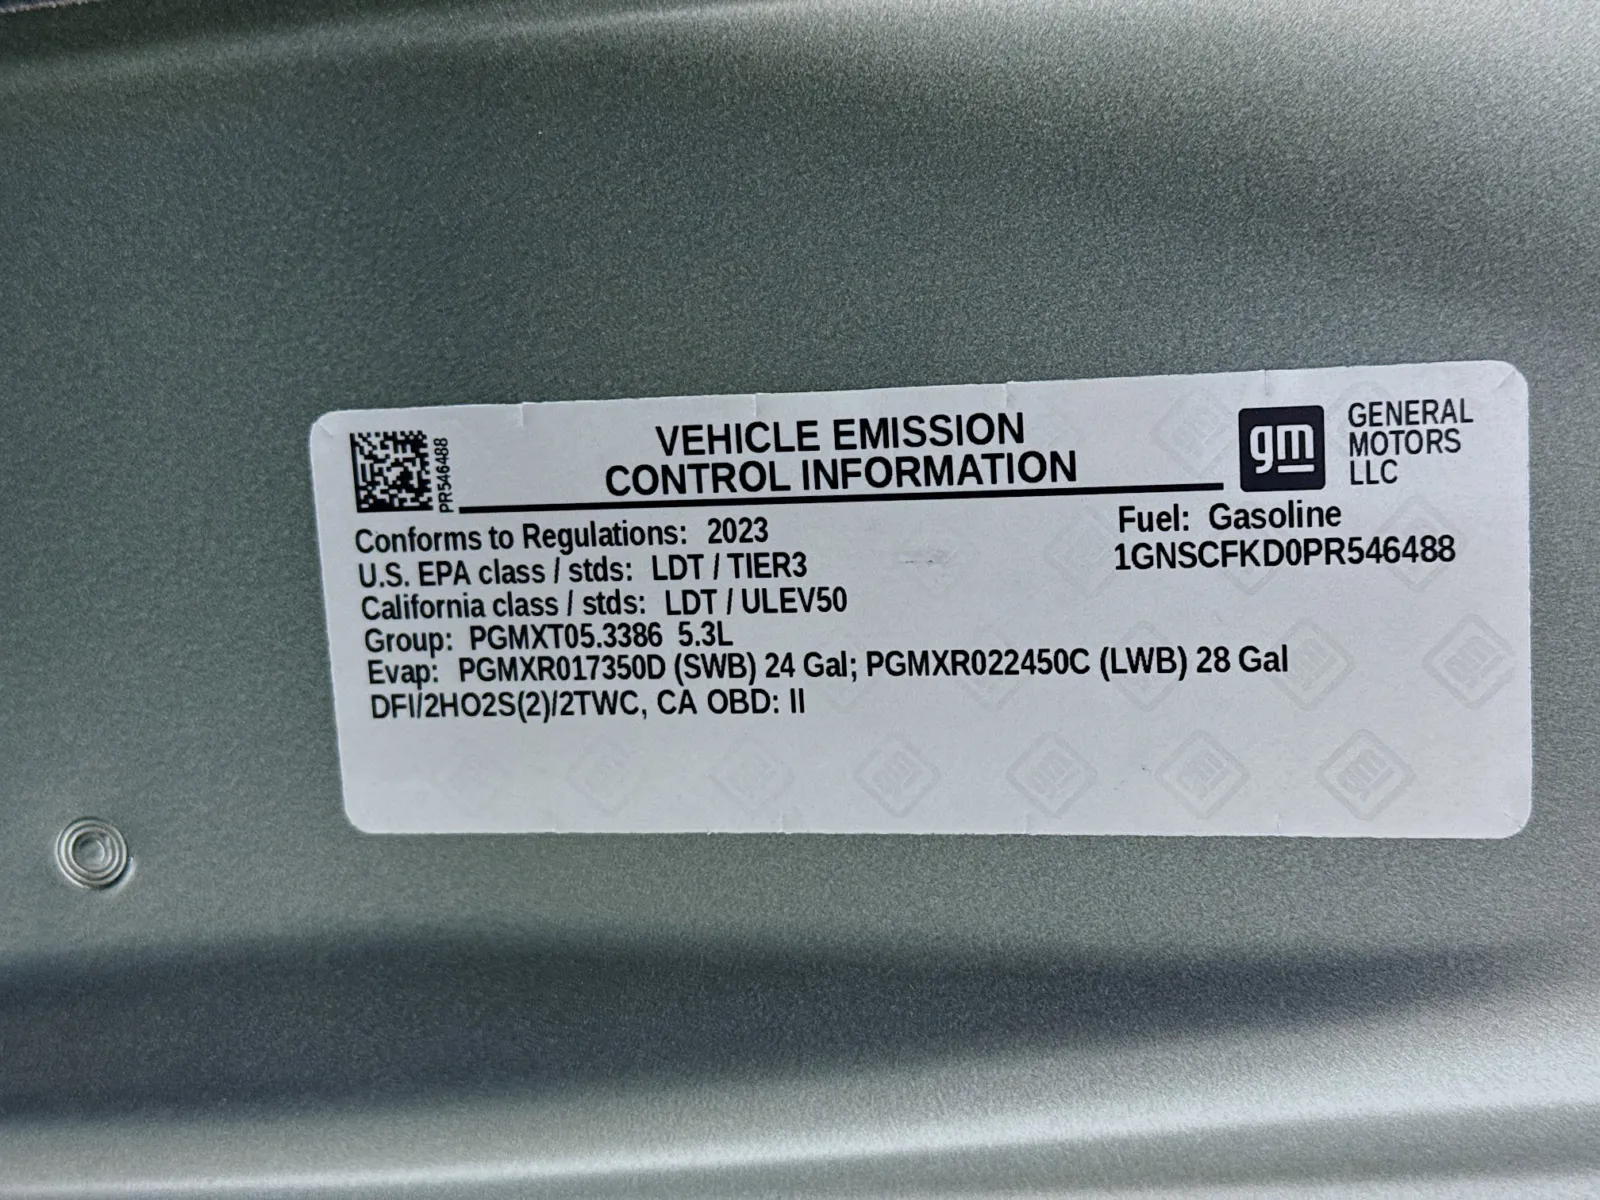 PR546488
VEHICLE EMISSION
CONTROL INFORMATION
gm
GENERAL
MOTORS
LLC
Conforms to Regulations: 2023
Fuel: Gasoline
U.S. EPA class / stds: LDT / TIER3
1GNSCFKD0PR546488
California class / stds: LDT / ULEV50
Group: PGMXT05.3386 5.3L
Evap: PGMXR017350D (SWB) 24 Gal; PGMXR022450C (LWB) 28 Gal
DFI/2HO2S(2)/2TWC, CA OBD: II